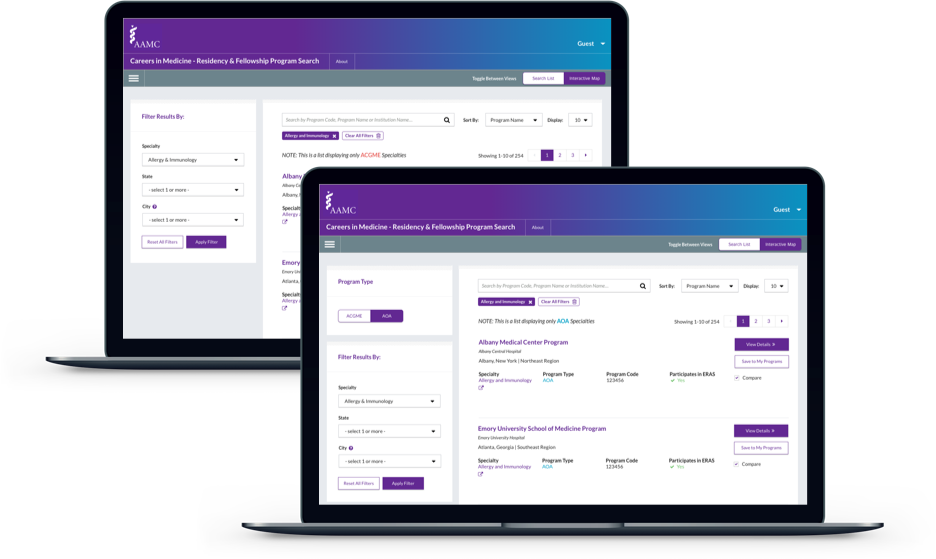 AAMC
Guest
Careers in Medicine - Residency & Fellowship Program Search
About
Toggle Between Views
Search List
Interactive Map
Filter Results By:
Specialty
Allergy & Immunology
State
- select 1 or more -
City
- select 1 or more -
Reset All Filters
Apply Filter
Search by Program Code, Program Name or Institution Name...
Sort By:
Program Name
Display:
10
Allergy and Immunology
Clear All Filters
NOTE: This is a list displaying only ACGME Specialties
Showing 1-10 of 254
1 2 3
Albany
Albany Ce
Albany,
Specialt
Allergy
Emory
Emory Uni
Atlanta,
Specialt
Allergy
AAMC
Guest
Careers in Medicine - Residency & Fellowship Program Search
About
Toggle Between Views
Search List
Interactive Map
Program Type
ACGME
AOA
Filter Results By:
Specialty
Allergy & Immunology
State
- select 1 or more -
City
- select 1 or more -
Reset All Filters
Apply Filter
Search by Program Code, Program Name or Institution Name...
Sort By:
Program Name
Display:
10
Allergy and Immunology
Clear All Filters
NOTE: This is a list displaying only AOA Specialties
Showing 1-10 of 254
1 2 3
Albany Medical Center Program
Albany Central Hospital
Albany, New York | Northeast Region
Specialty Program Type Program Code Participates in ERAS
Allergy and Immunology AOA 123456 Yes
View Details
Save to My Programs
Compare
Emory University School of Medicine Program
Emory University Hospital
Atlanta, Georgia | Southeast Region
Specialty Program Type Program Code Participates in ERAS
Allergy and Immunology AOA 123456 Yes
View Details
Save to My Programs
Compare